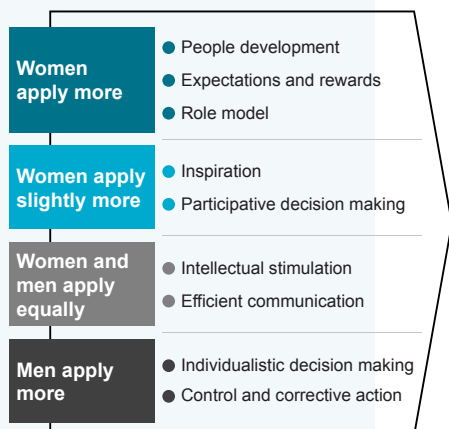 Women
apply more
People development
Expectations and rewards
Role model
Women apply
slightly more
Inspiration
Participative decision making
Women and
men apply
equally
Intellectual stimulation
Efficient communication
Men apply
more
Individualistic decision making
Control and corrective action